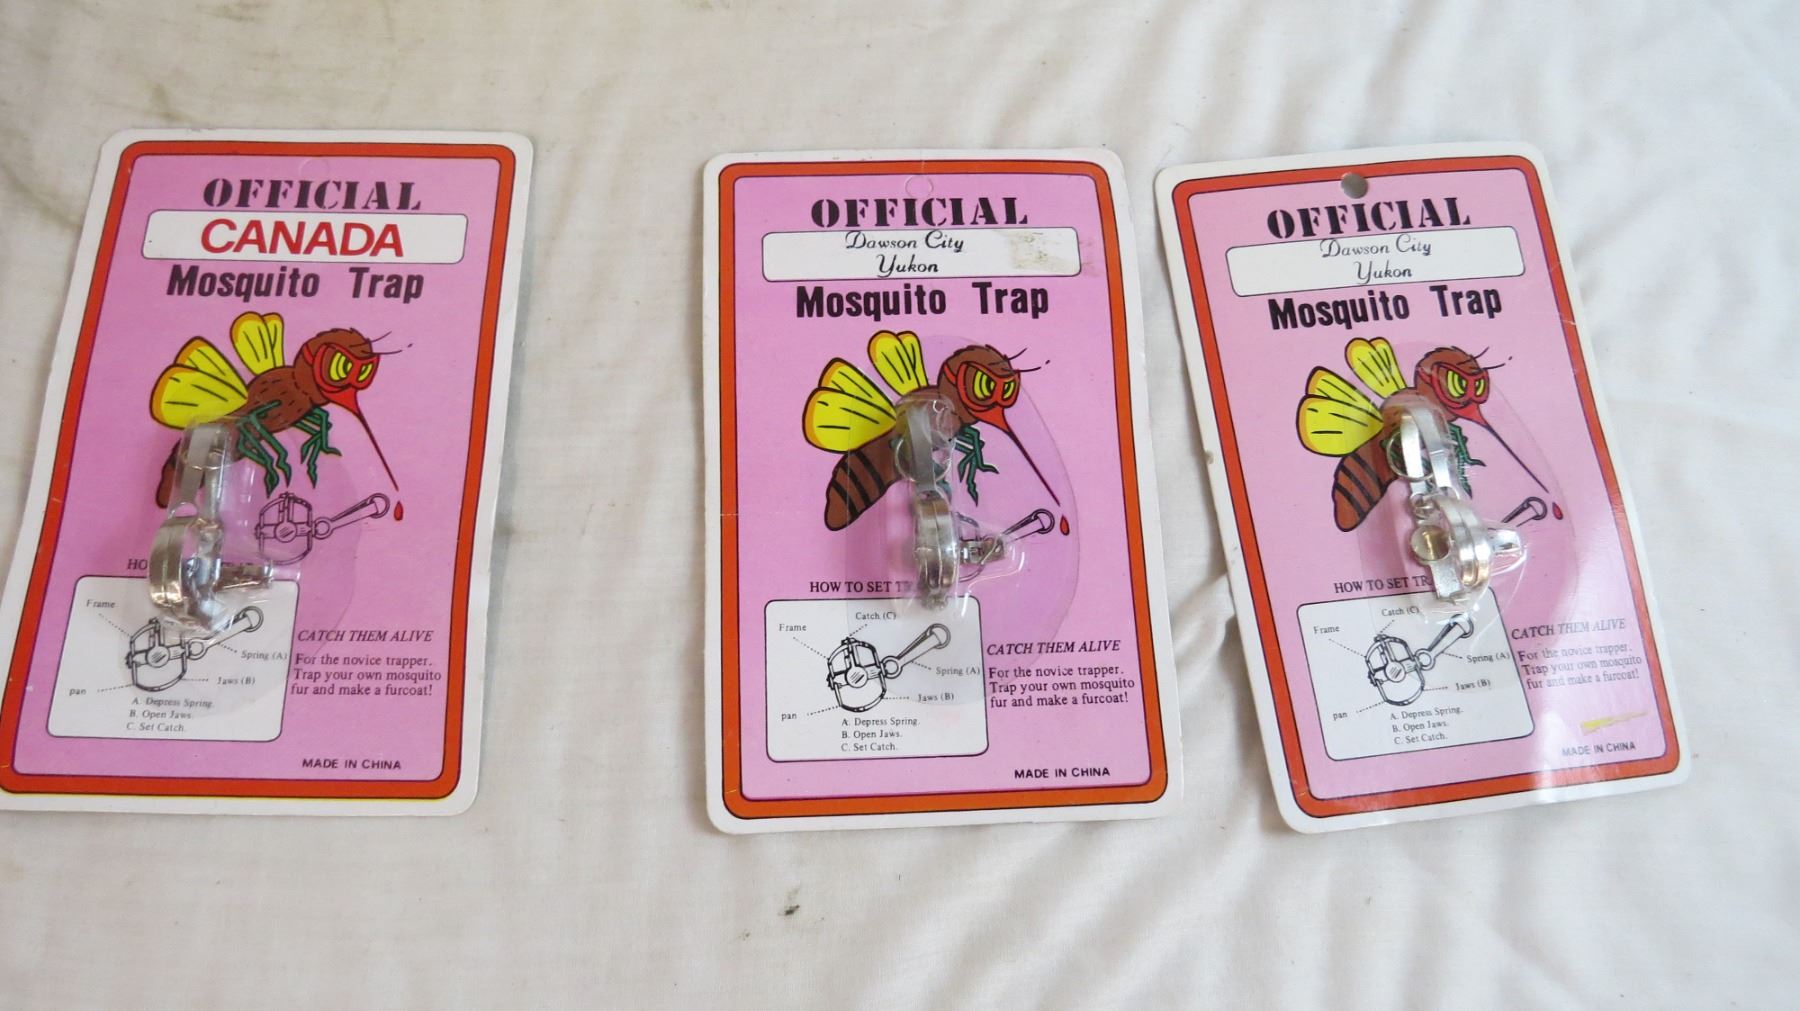 OFFICIAL
CANADA
Mosquito Trap
HO
Frame
Spring (A)
Jaws (B)
pan
A. Depress Spring.
B. Open Jaws.
C. Set Catch.
CATCH THEM ALIVE
For the novice trapper.
Trap your own mosquito
fur and make a furcoat!
MADE IN CHINA
OFFICIAL
Dawson City
Yukon
Mosquito Trap
HOW TO SET TR
Catch (C)
Frame
Spring (A)
Jaws (B)
pan
A. Depress Spring.
B. Open Jaws.
C. Set Catch.
CATCH THEM ALIVE
For the novice trapper.
Trap your own mosquito
fur and make a furcoat!
MADE IN CHINA
OFFICIAL
Dawson City
Yukon
Mosquito Trap
HOW TO SET TR
Catch (C)
Frame
Spring (A)
Jaws (B)
pan
A. Depress Spring.
B. Open Jaws.
C. Set Catch.
CATCH THEM ALIVE
For the novice trapper.
Trap your own mosquito
fur and make a furcoat!
MADE IN CHINA